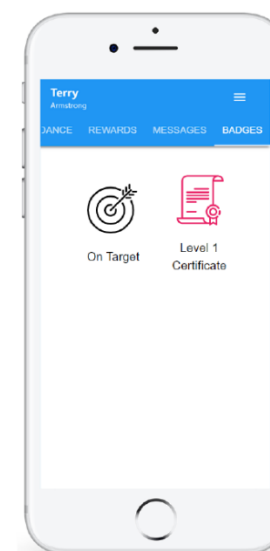 Terry
Armstrong
DANCE REWARDS MESSAGES BADGES
On Target
Level 1
Certificate